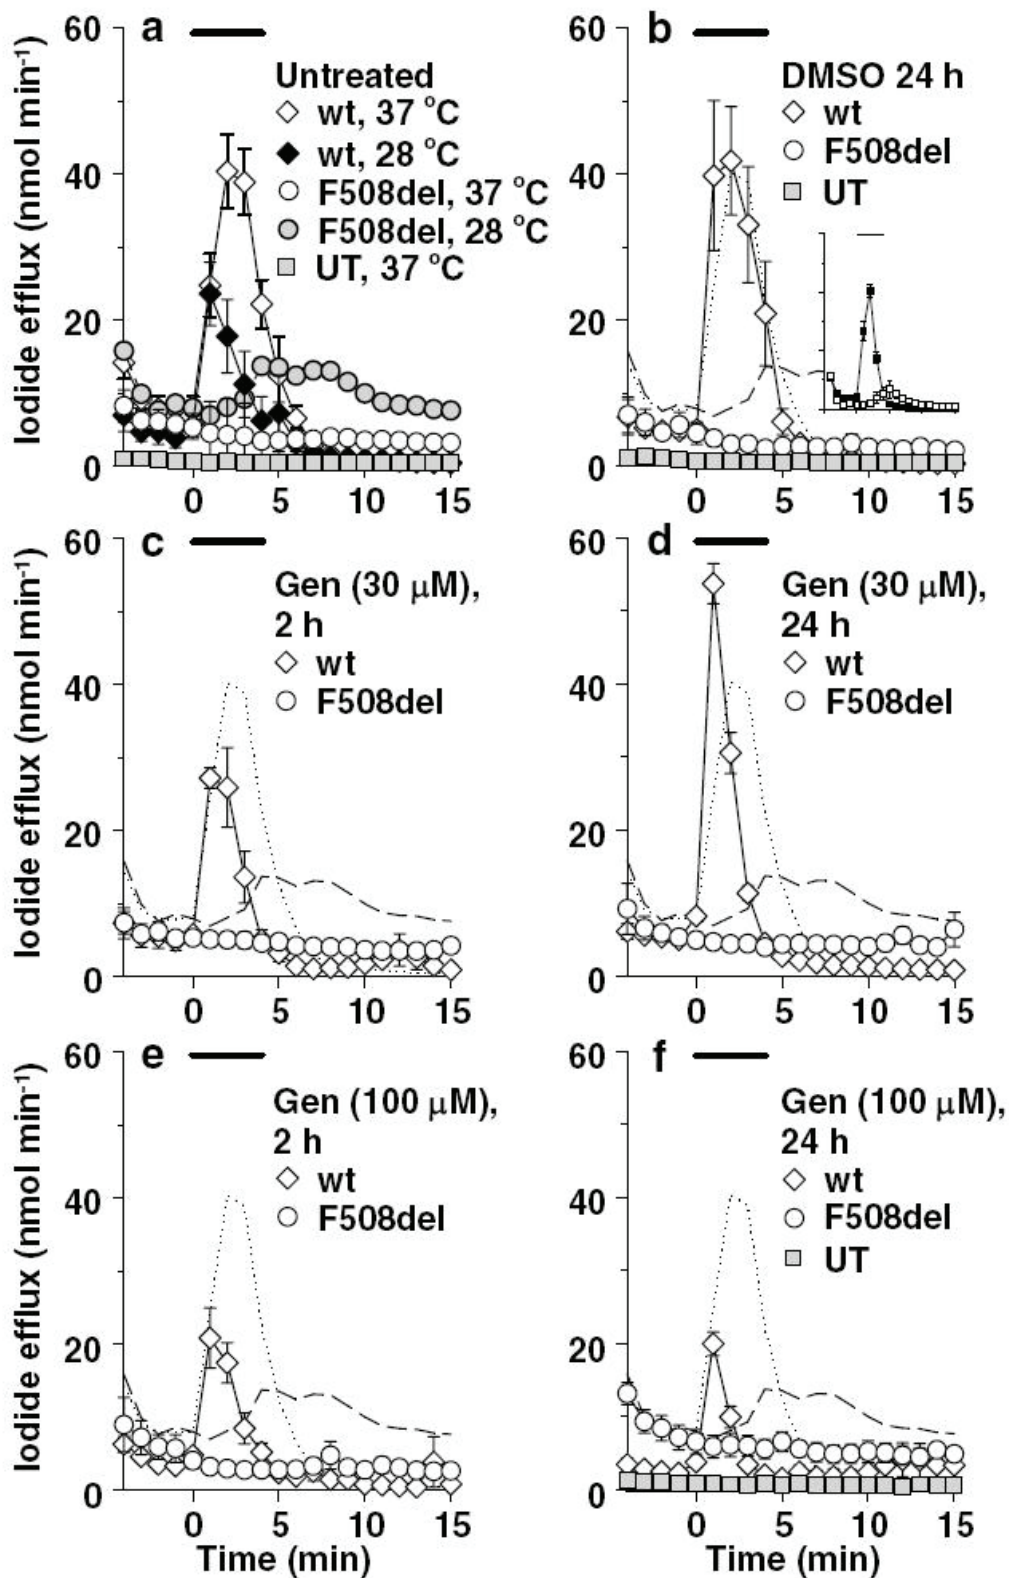 a
Untreated
wt, 37 °C
wt, 28 °C
F508del, 37 °C
F508del, 28 °C
UT, 37 °C
Iodide efflux (nmol min⁻¹)
60
40
20
0
0 5 10 15
b
DMSO 24 h
wt
F508del
UT
60
40
20
0
0 5 10 15
c
Gen (30 μM),
2 h
wt
F508del
Iodide efflux (nmol min⁻¹)
60
40
20
0
0 5 10 15
d
Gen (30 μM),
24 h
wt
F508del
60
40
20
0
0 5 10 15
e
Gen (100 μM),
2 h
wt
F508del
Iodide efflux (nmol min⁻¹)
60
40
20
0
0 5 10 15
Time (min)
f
Gen (100 μM),
24 h
wt
F508del
UT
60
40
20
0
0 5 10 15
Time (min)